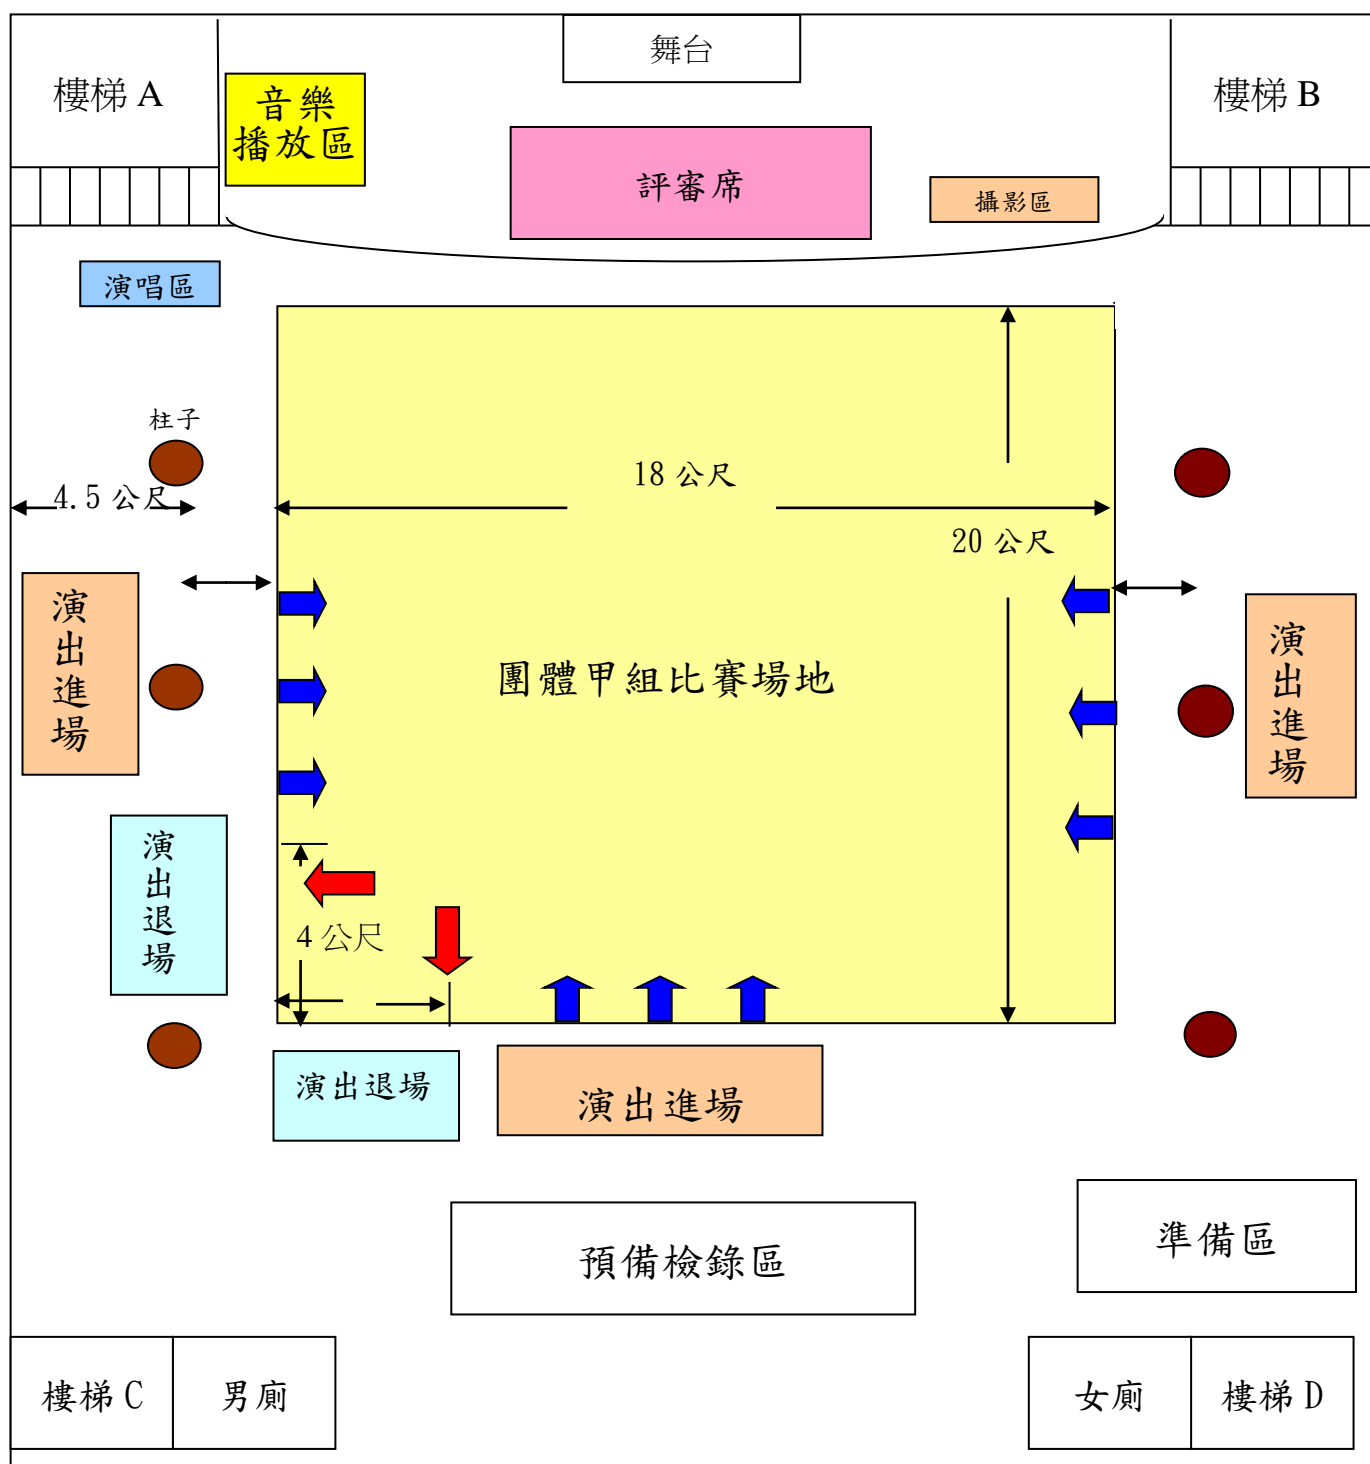 舞台
樓梯 A
音樂
播放區
樓梯 B
評審席
攝影區
演唱區
柱子
18 公尺
4.5 公尺
20 公尺
演出進場
演出進場
團體甲組比賽場地
演出退場
4 公尺
演出退場
演出進場
準備區
預備檢錄區
樓梯 C
男廁
女廁
樓梯 D